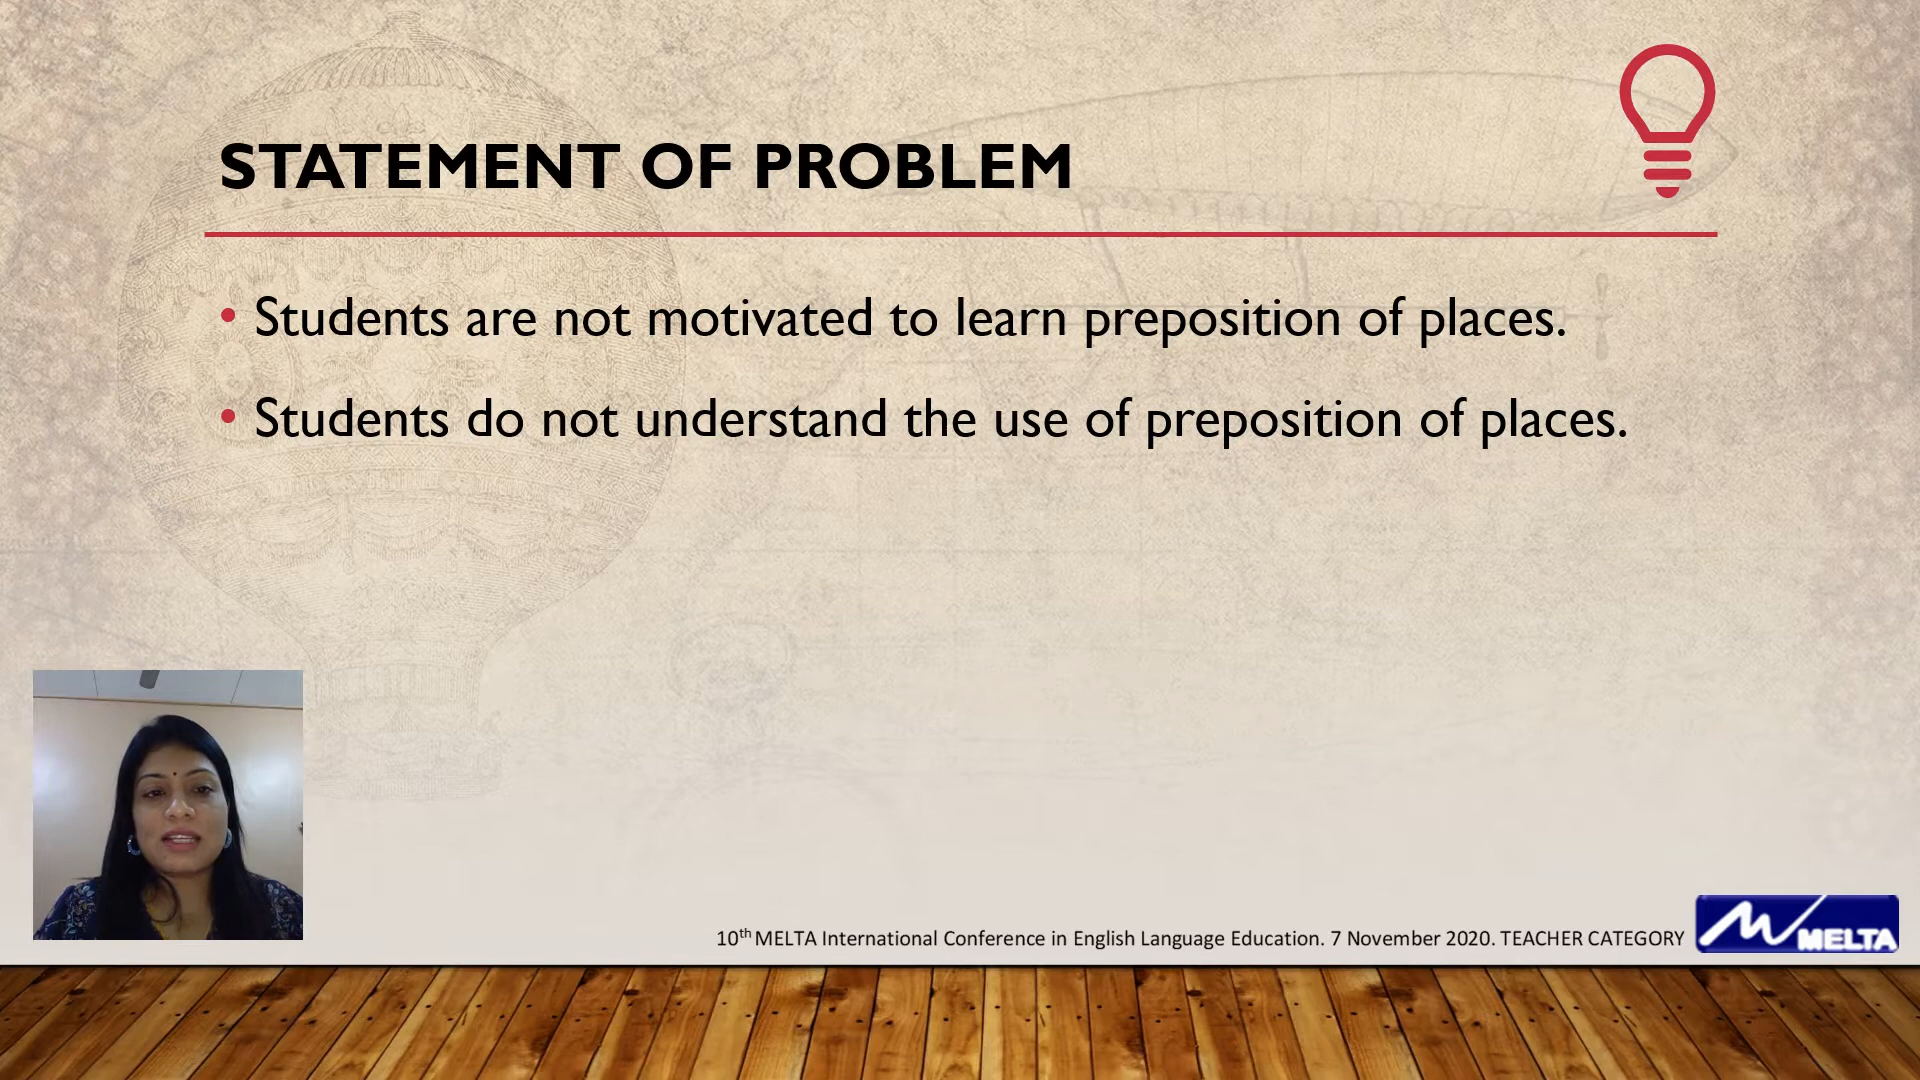 STATEMENT OF PROBLEM
• Students are not motivated to learn preposition of places.
• Students do not understand the use of preposition of places.
10th MELTA International Conference in English Language Education. 7 November 2020. TEACHER CATEGORY
MELTA